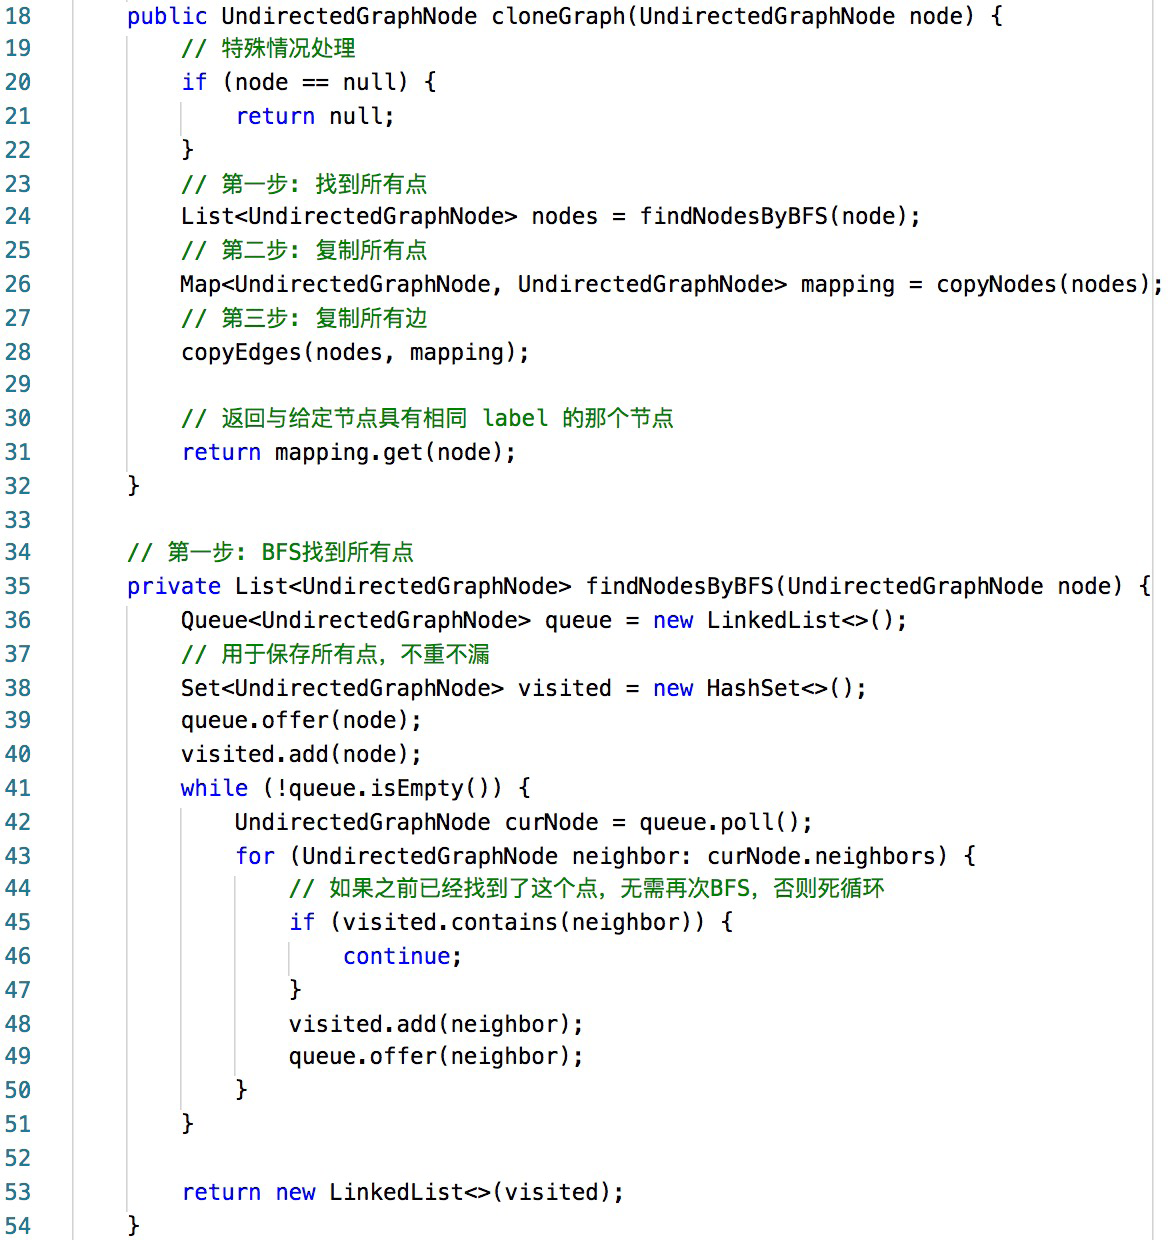 18 public UndirectedGraphNode cloneGraph(UndirectedGraphNode node) {
19 // 特殊情况处理
20 if (node == null) {
21 return null;
22 }
23 // 第一步: 找到所有点
24 List<UndirectedGraphNode> nodes = findNodesByBFS(node);
25 // 第二步: 复制所有点
26 Map<UndirectedGraphNode, UndirectedGraphNode> mapping = copyNodes(nodes);
27 // 第三步: 复制所有边
28 copyEdges(nodes, mapping);
29
30 // 返回与给定节点具有相同 label 的那个节点
31 return mapping.get(node);
32 }
33
34 // 第一步: BFS找到所有点
35 private List<UndirectedGraphNode> findNodesByBFS(UndirectedGraphNode node) {
36 Queue<UndirectedGraphNode> queue = new LinkedList<>();
37 // 用于保存所有点，不重不漏
38 Set<UndirectedGraphNode> visited = new HashSet<>();
39 queue.offer(node);
40 visited.add(node);
41 while (!queue.isEmpty()) {
42 UndirectedGraphNode curNode = queue.poll();
43 for (UndirectedGraphNode neighbor: curNode.neighbors) {
44 // 如果之前已经找到了这个点，无需再次BFS，否则死循环
45 if (visited.contains(neighbor)) {
46 continue;
47 }
48 visited.add(neighbor);
49 queue.offer(neighbor);
50 }
51 }
52
53 return new LinkedList<>(visited);
54 }